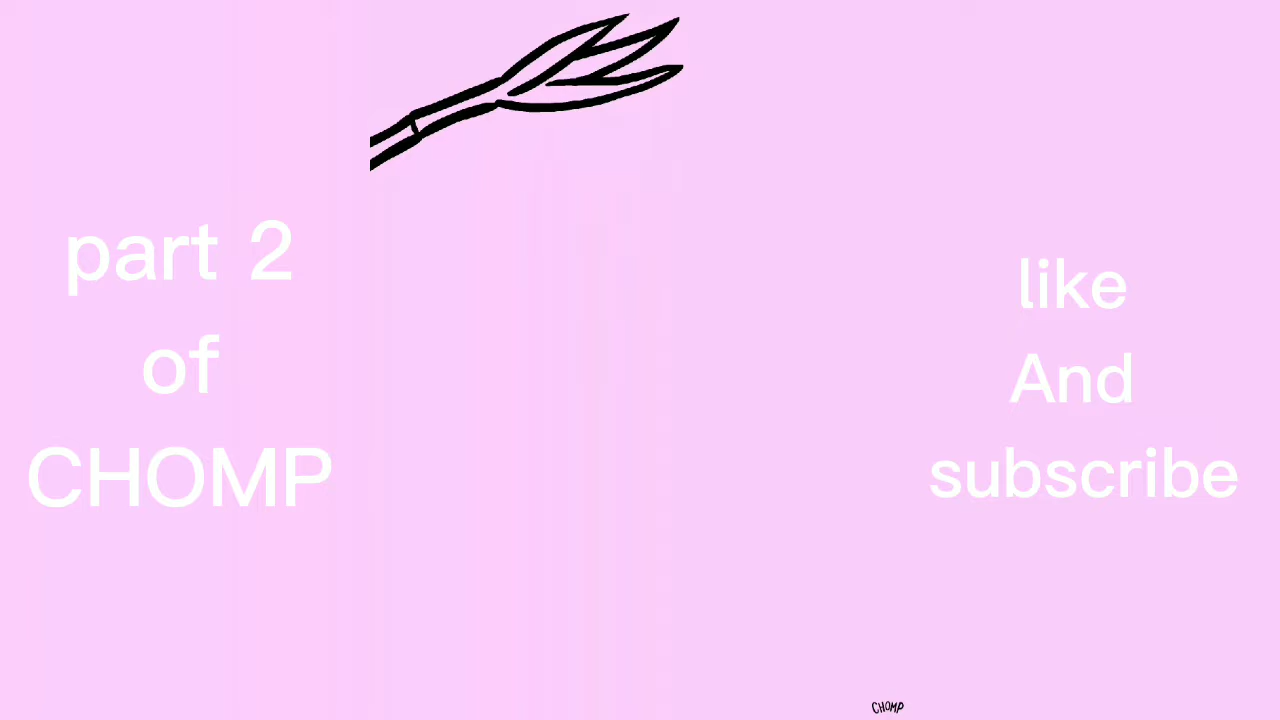 part 2
of
CHOMP
like
And
subscribe
CHOMP